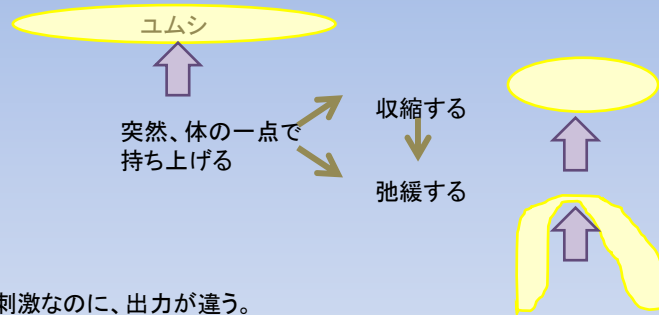 ユムシ
突然、体の一点で
持ち上げる
収縮する
弛緩する
刺激なのに、出力が違う。